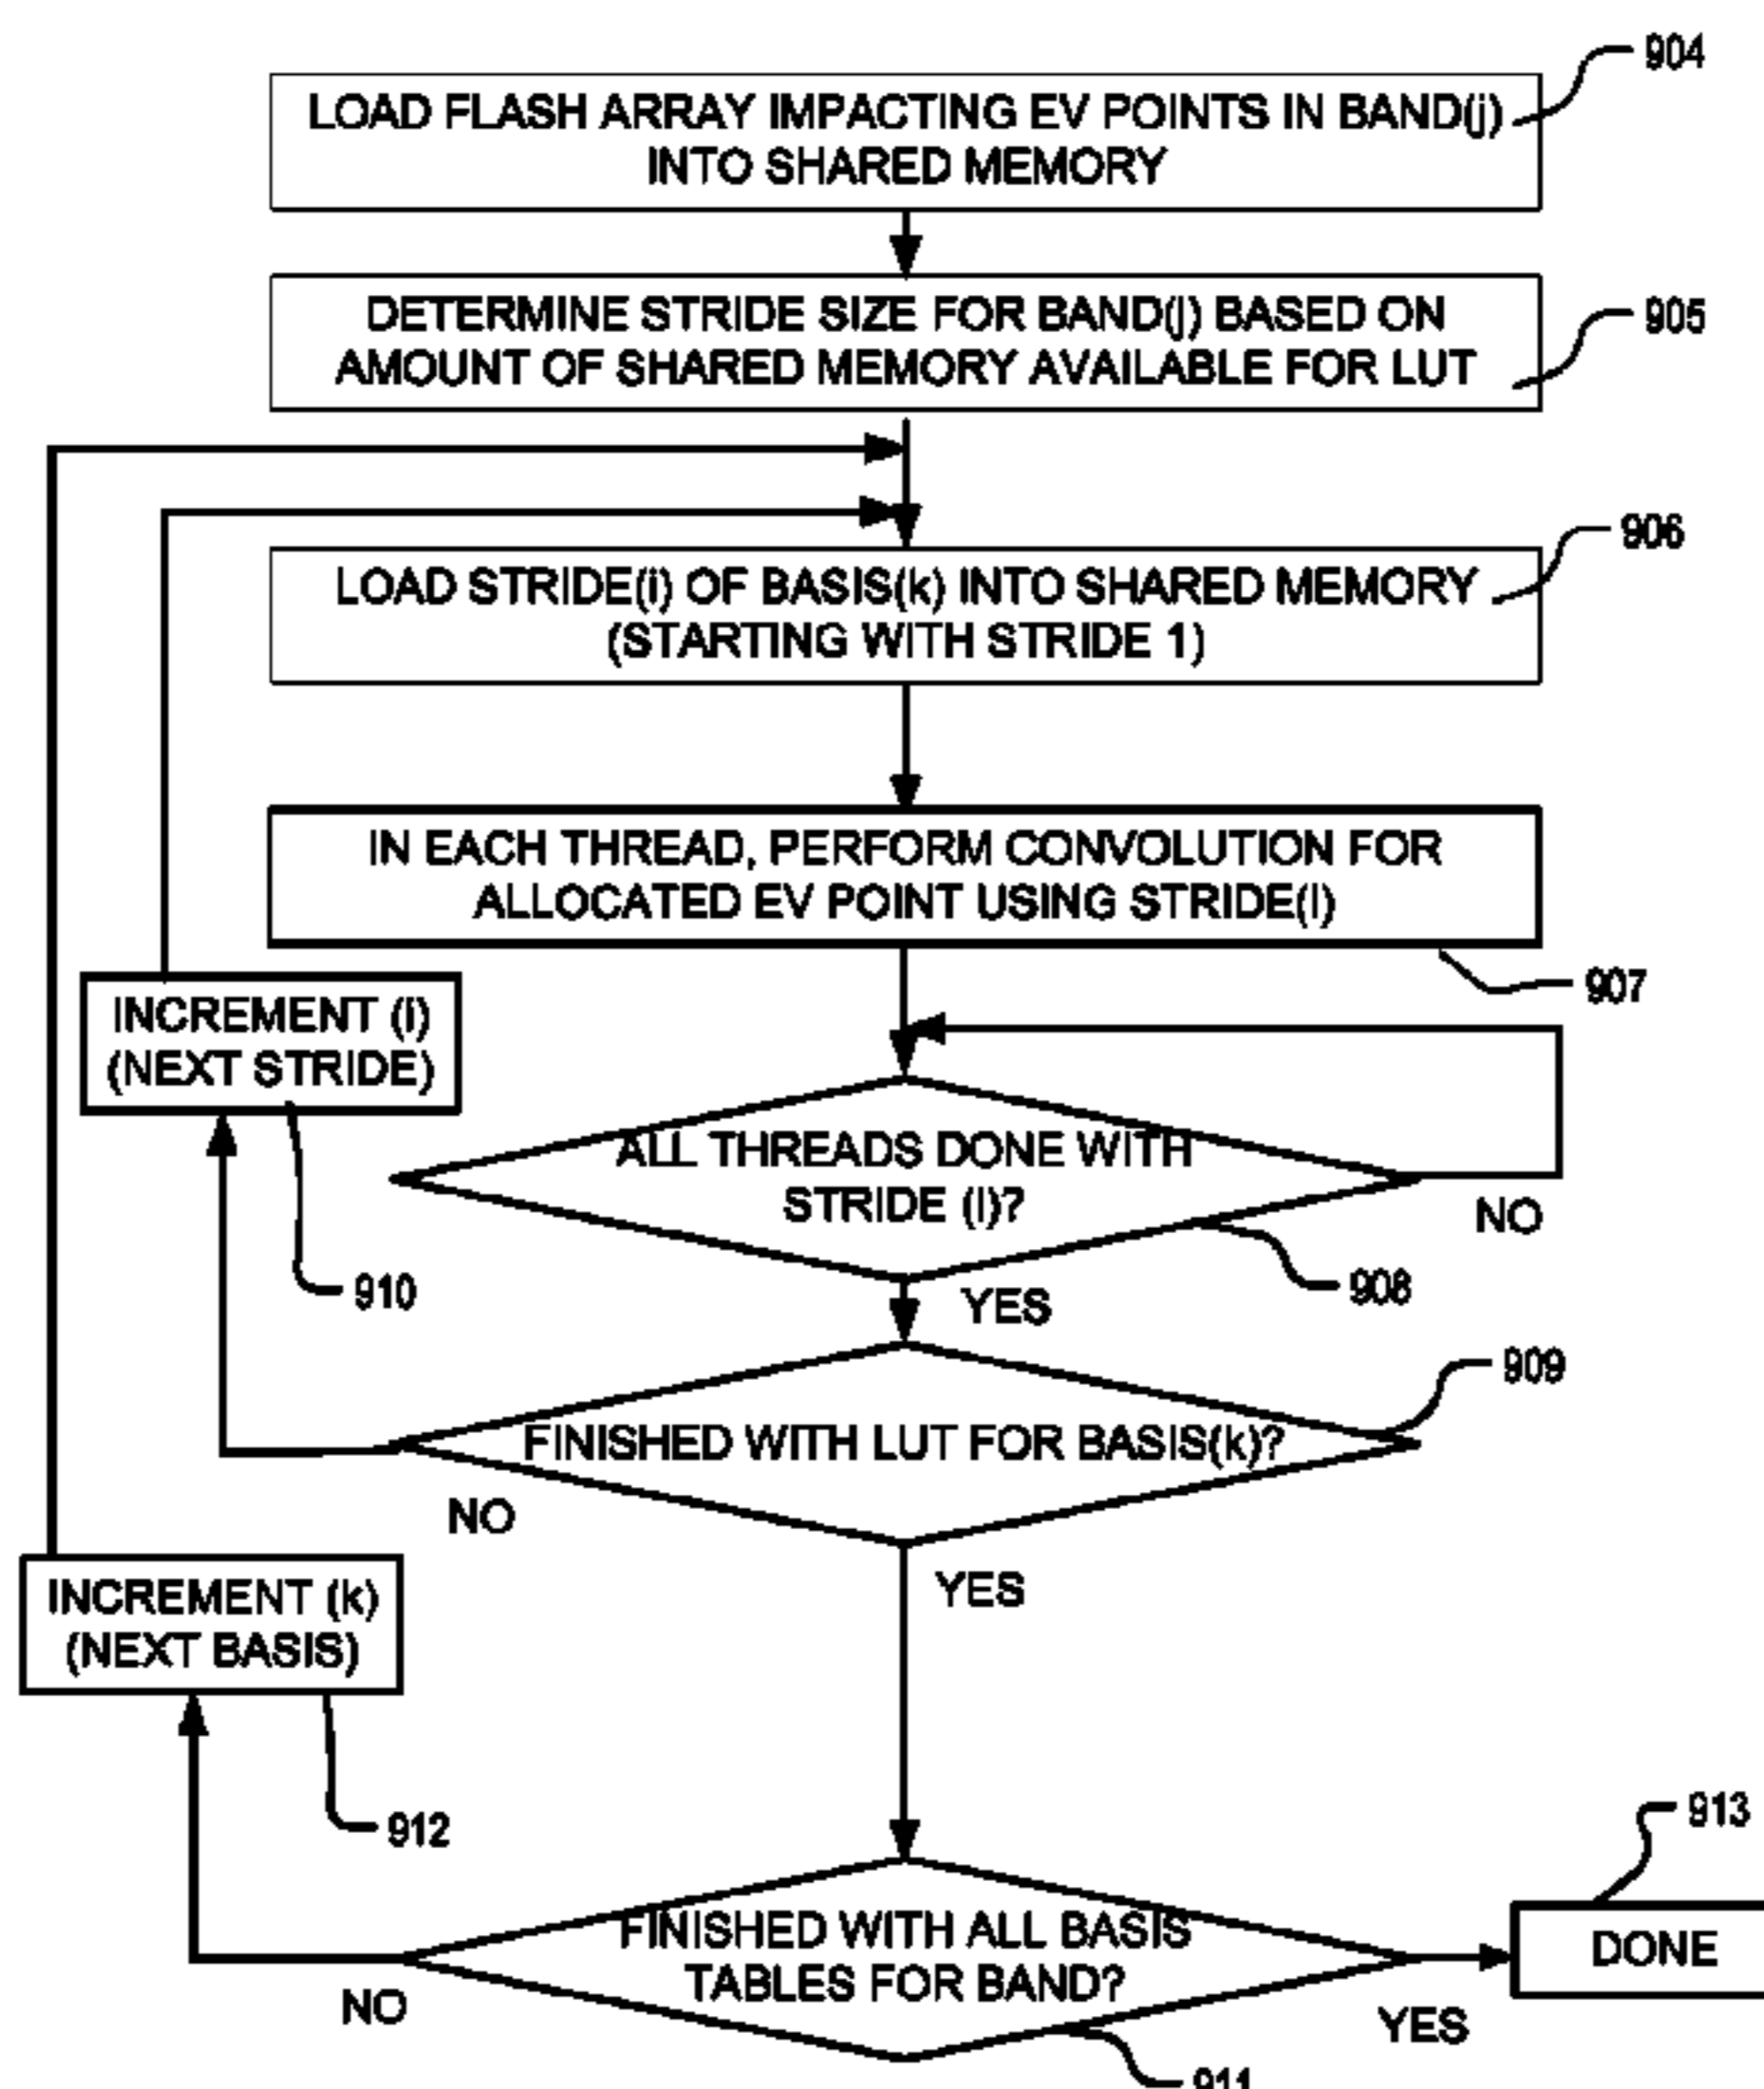 904
LOAD FLASH ARRAY IMPACTING EV POINTS IN BAND(j)
INTO SHARED MEMORY
DETERMINE STRIDE SIZE FOR BAND(j) BASED ON
AMOUNT OF SHARED MEMORY AVAILABLE FOR LUT
905
906
LOAD STRIDE(i) OF BASIS(k) INTO SHARED MEMORY
(STARTING WITH STRIDE 1)
IN EACH THREAD, PERFORM CONVOLUTION FOR
ALLOCATED EV POINT USING STRIDE(I)
907
INCREMENT (i)
(NEXT STRIDE)
ALL THREADS DONE WITH
STRIDE (I)?
NO
910
908
YES
909
FINISHED WITH LUT FOR BASIS(k)?
NO
YES
INCREMENT (k)
(NEXT BASIS)
912
913
FINISHED WITH ALL BASIS
TABLES FOR BAND?
DONE
NO
YES
911